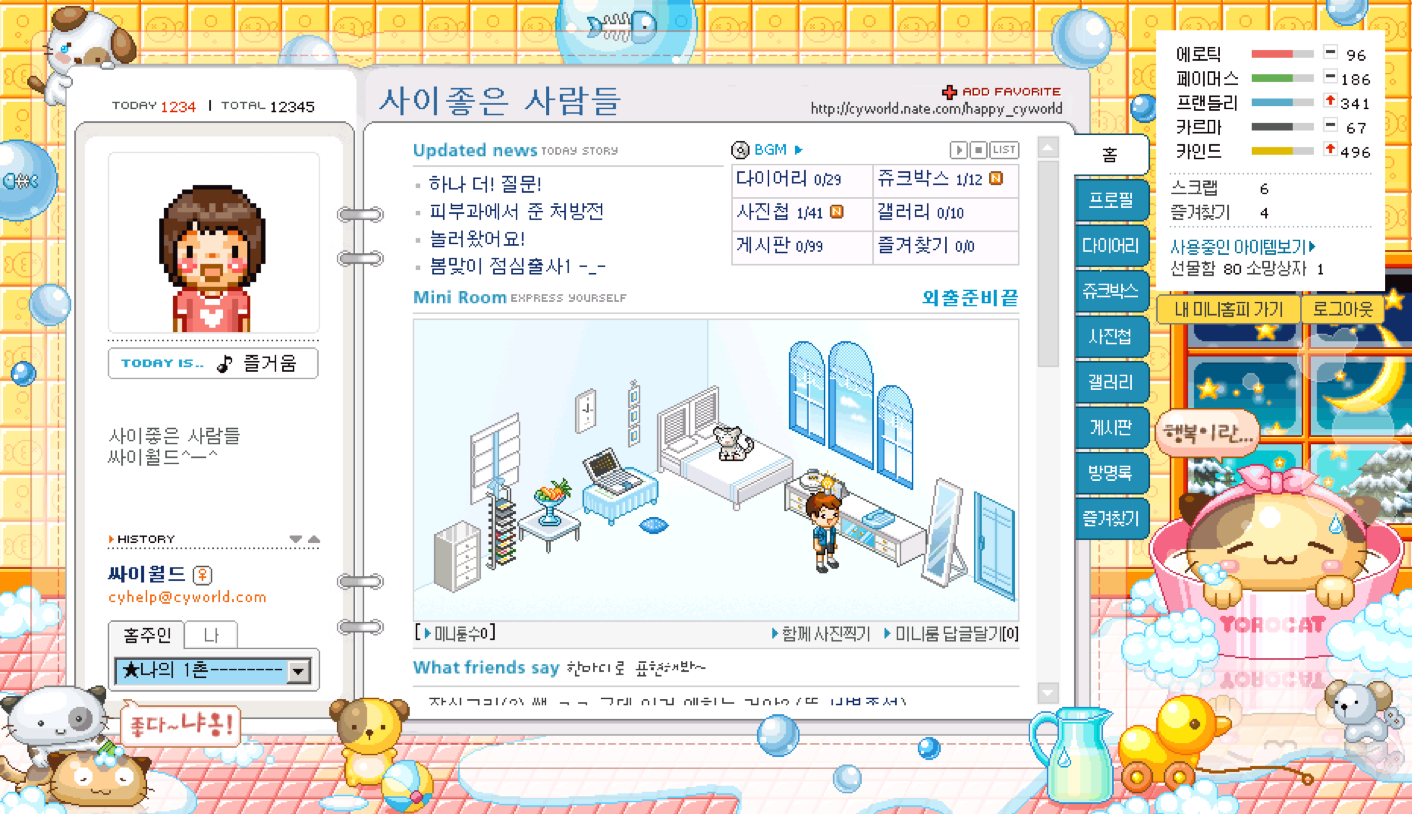 TODAY 1234 | TOTAL 12345
사이좋은 사람들
ADD FAVORITE
http://cyworld.nate.com/happy_cyworld
TODAY IS.. ♪ 즐거움
사이좋은 사람들
싸이월드^ㅡ^
HISTORY
싸이월드
cyhelp@cyworld.com
홈주인 나
★나의 1촌--------
Updated news TODAY STORY
하나 더! 질문!
피부과에서 준 처방전
놀러왔어요!
봄맞이 점심출사1 -_-
BGM LIST
다이어리 0/29 쥬크박스 1/12 N
사진첩 1/41 N 갤러리 0/10
게시판 0/99 즐겨찾기 0/0
Mini Room EXPRESS YOURSELF 외출준비끝
[미니룸수0] 함께 사진찍기 미니룸 답글달기[0]
What friends say 한마디로 표현해봐~
홈
프로필
다이어리
쥬크박스
사진첩
갤러리
게시판
방명록
즐겨찾기
에로틱 96
페이머스 186
프랜들리 341
카르마 67
카인드 496
스크랩 6
즐겨찾기 4
사용중인 아이템보기
선물함 80 소망상자 1
내 미니홈피 가기 로그아웃
행복이란...
YOROCAT
좋다~냐옹!